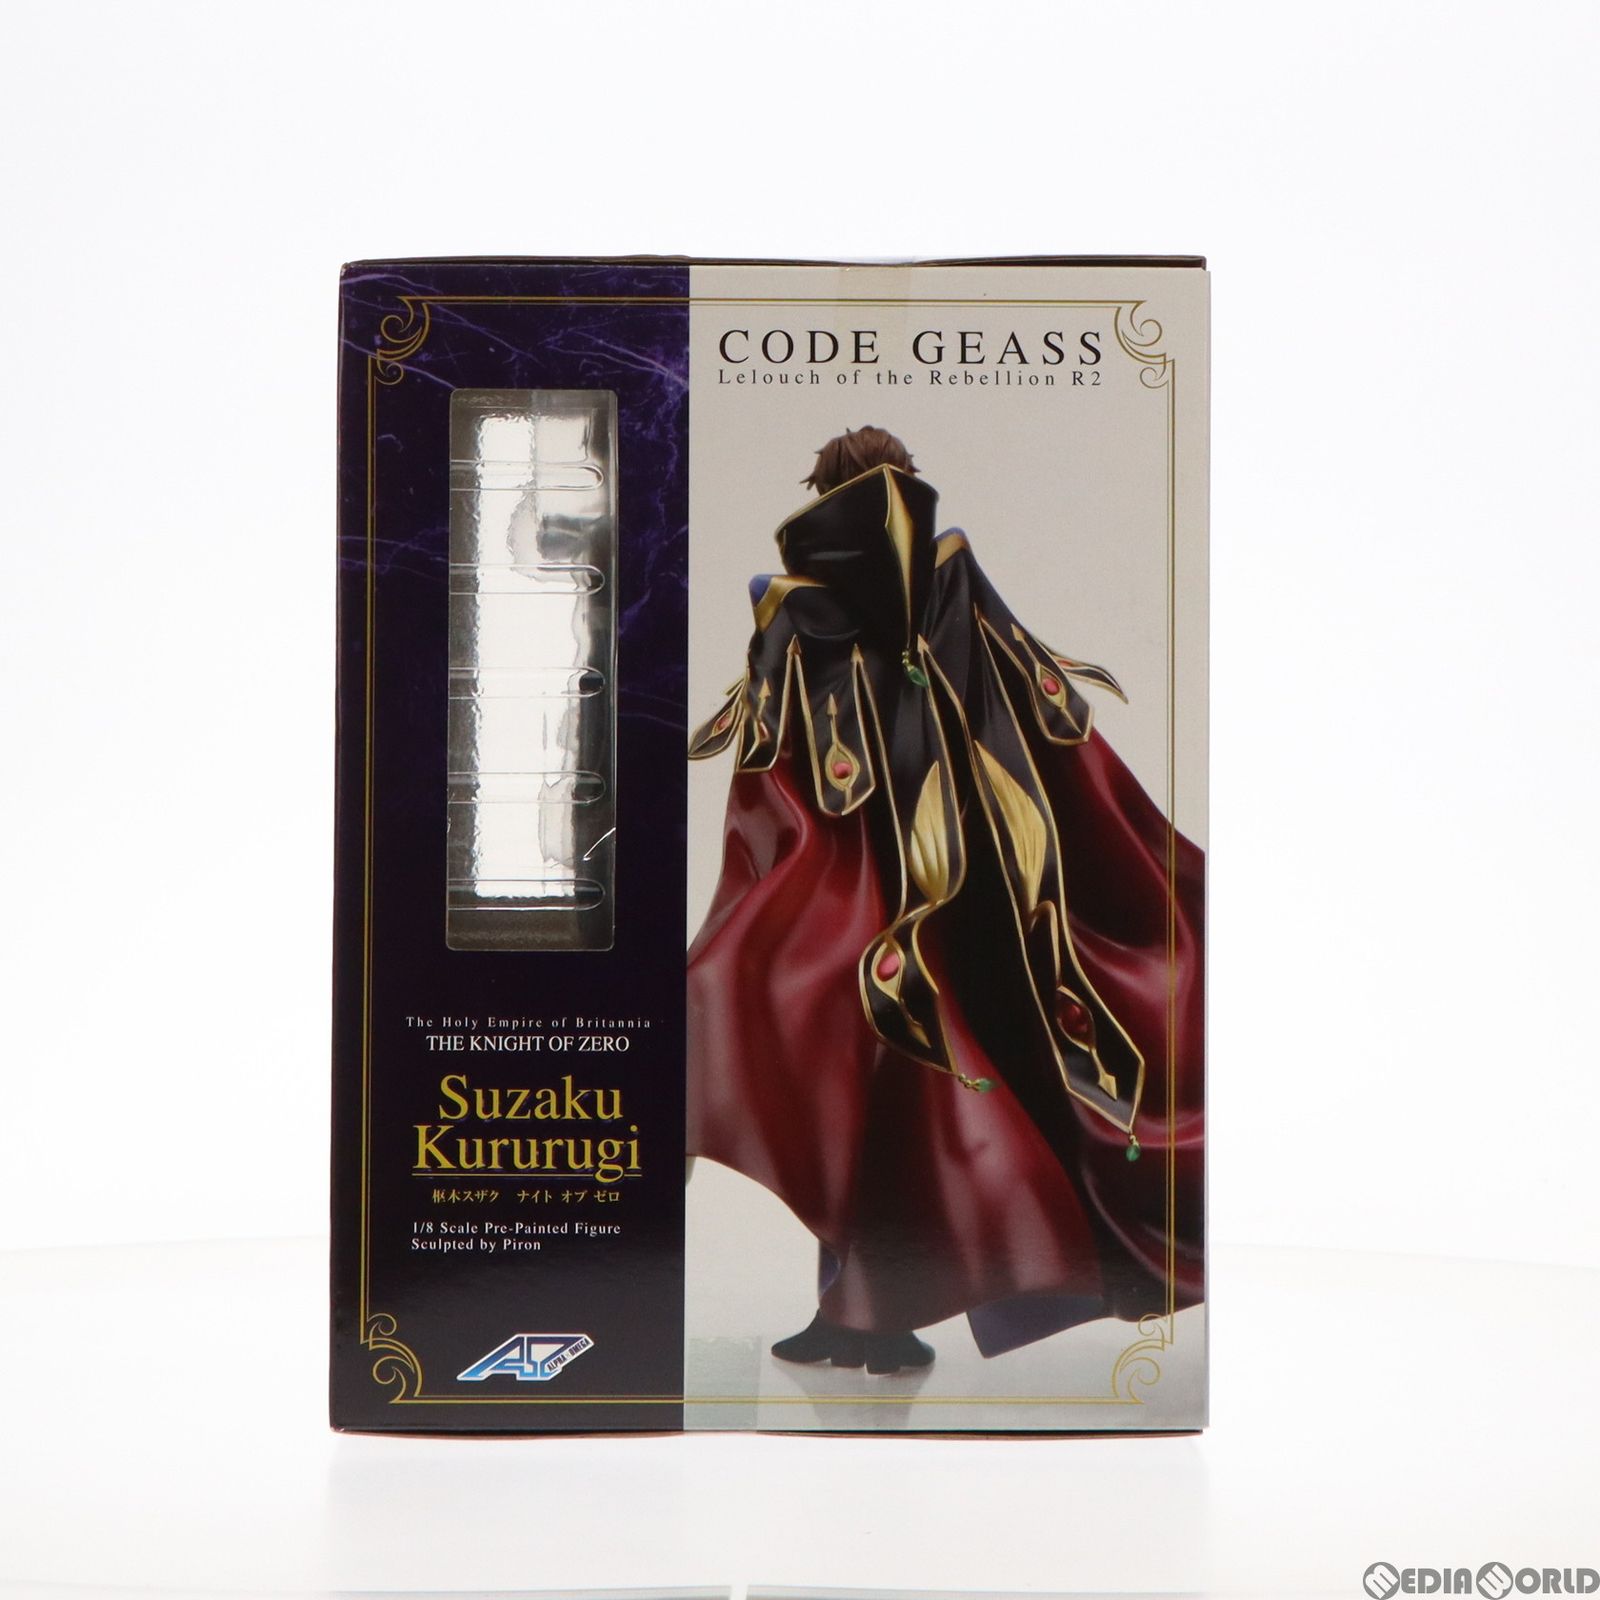 CODE GEASS
Lelouch of the Rebellion R2
The Holy Empire of Britannia
THE KNIGHT OF ZERO
Suzaku
Kururugi
枢木スザク ナイト オブ ゼロ
1/8 Scale Pre-Painted Figure
Sculpted by Piron
ALPHA×OMEGA
MEDIAWORLD